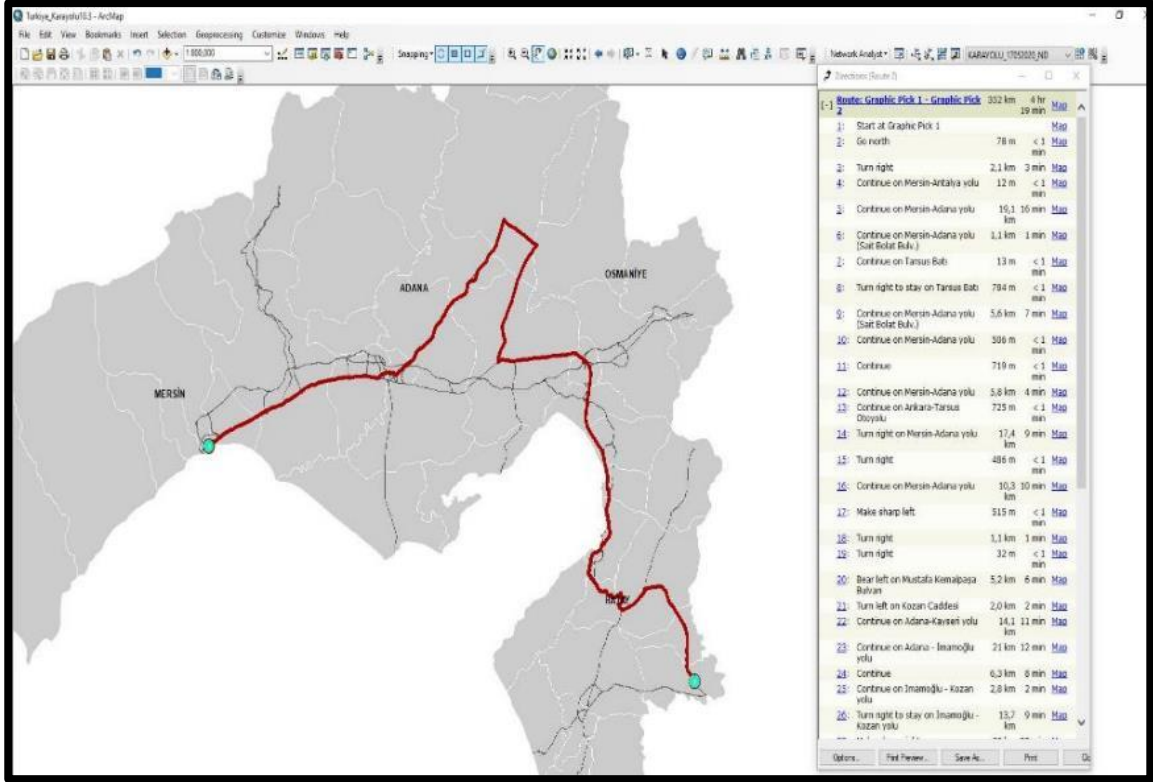 Turkiye_Karayolu10.3 - ArcMap
File Edit View Bookmarks Insert Selection Geoprocessing Customize Windows Help
1:800,000
Snapping
Network Analyst
KARAYOLU_17052020_ND
Directions (Route 2)
[-] Route: Graphic Pick 1 - Graphic Pick 2 352 km 4 hr 19 min Map
1: Start at Graphic Pick 1 Map
2: Go north 78 m < 1 min Map
3: Turn right 2,1 km 3 min Map
4: Continue on Mersin-Antalya yolu 12 m < 1 min Map
5: Continue on Mersin-Adana yolu 19,1 km 16 min Map
6: Continue on Mersin-Adana yolu (Sait Bolat Bulv.) 1,1 km 1 min Map
7: Continue on Tarsus Batı 13 m < 1 min Map
8: Turn right to stay on Tarsus Batı 784 m < 1 min Map
9: Continue on Mersin-Adana yolu (Sait Bolat Bulv.) 5,6 km 7 min Map
10: Continue on Mersin-Adana yolu 506 m < 1 min Map
11: Continue 719 m < 1 min Map
12: Continue on Mersin-Adana yolu 5,8 km 4 min Map
13: Continue on Ankara-Tarsus Otoyolu 725 m < 1 min Map
14: Turn right on Mersin-Adana yolu 17,4 km 9 min Map
15: Turn right 486 m < 1 min Map
16: Continue on Mersin-Adana yolu 10,3 km 10 min Map
17: Make sharp left 515 m < 1 min Map
18: Turn right 1,1 km 1 min Map
19: Turn right 32 m < 1 min Map
20: Bear left on Mustafa Kemalpaşa Bulvarı 5,2 km 6 min Map
21: Turn left on Kozan Caddesi 2,0 km 2 min Map
22: Continue on Adana-Kayseri yolu 14,1 km 11 min Map
23: Continue on Adana - İmamoğlu yolu 21 km 12 min Map
24: Continue 6,3 km 6 min Map
25: Continue on İmamoğlu - Kozan yolu 2,8 km 2 min Map
26: Turn right to stay on İmamoğlu - Kozan yolu 13,7 km 9 min Map
Options... Print Preview... Save As... Print
OSMANİYE
ADANA
MERSİN
HATAY